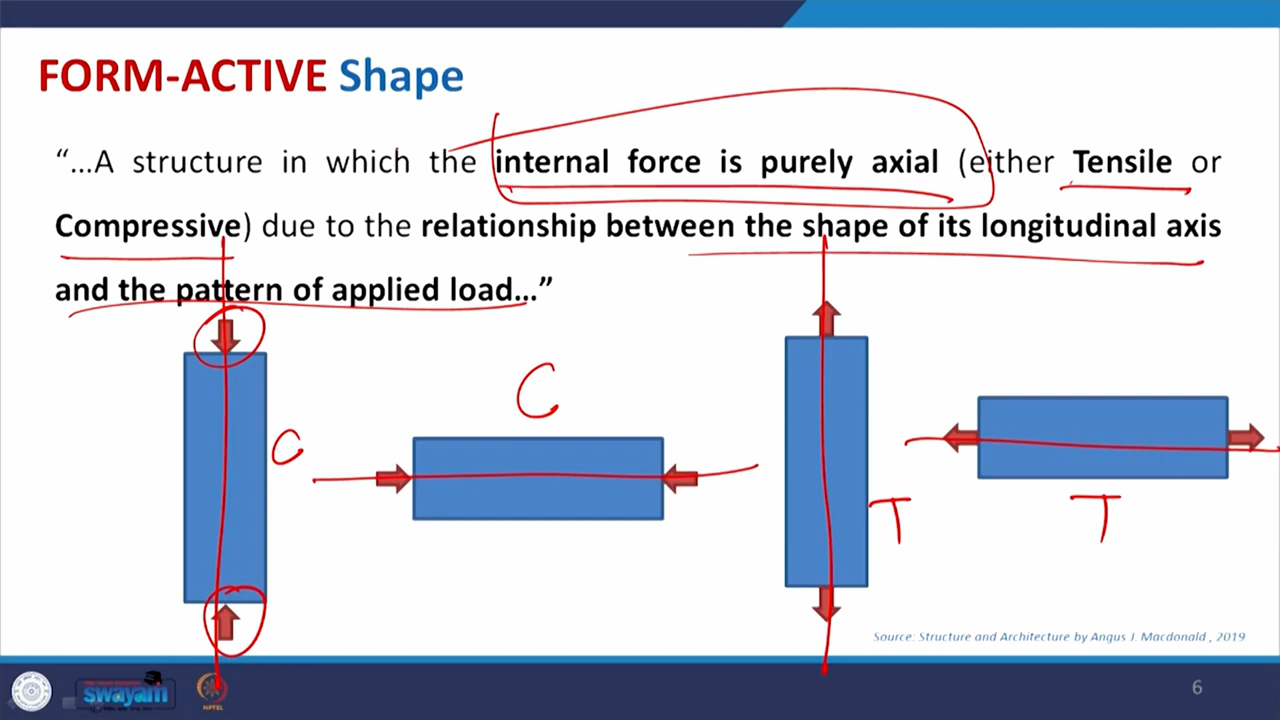 FORM-ACTIVE Shape
“...A structure in which the internal force is purely axial (either Tensile or
Compressive) due to the relationship between the shape of its longitudinal axis
and the pattern of applied load...”
C
C
T
T
Source: Structure and Architecture by Angus J. Macdonald , 2019
swayam
NPTEL
6